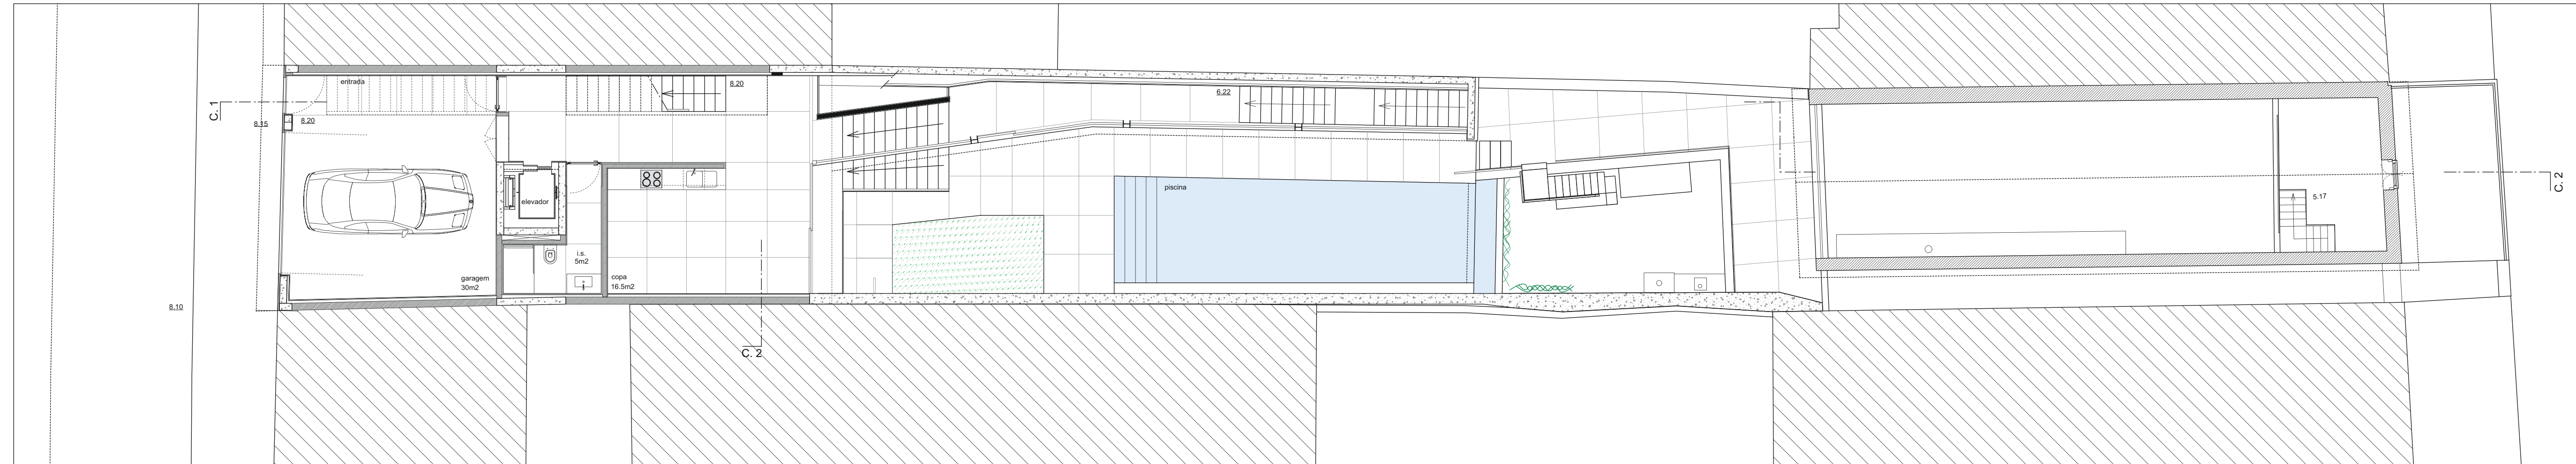 entrada
C. 1
8.15
8.20
8.20
6.22
elevador
piscina
5.17
C. 2
i.s.
5m2
garagem
30m2
copa
16.5m2
8.10
C. 2